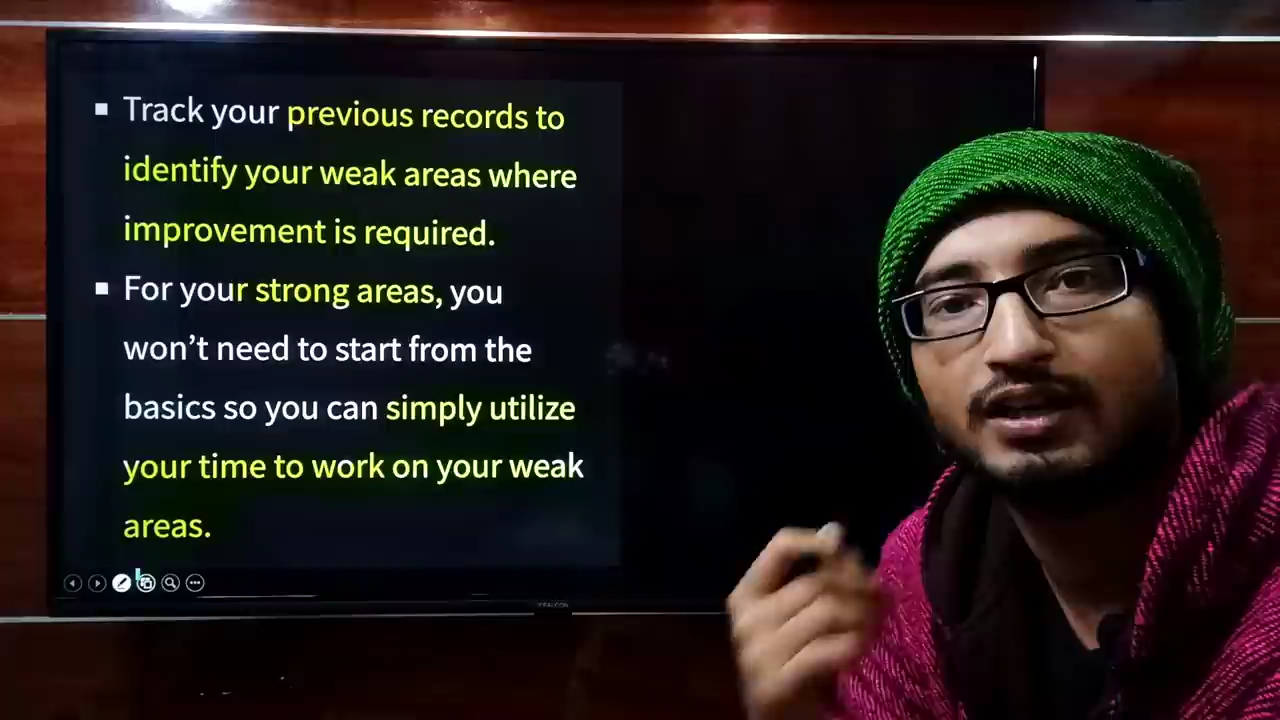 ▪ Track your previous records to
identify your weak areas where
improvement is required.
▪ For your strong areas, you
won’t need to start from the
basics so you can simply utilize
your time to work on your weak
areas.